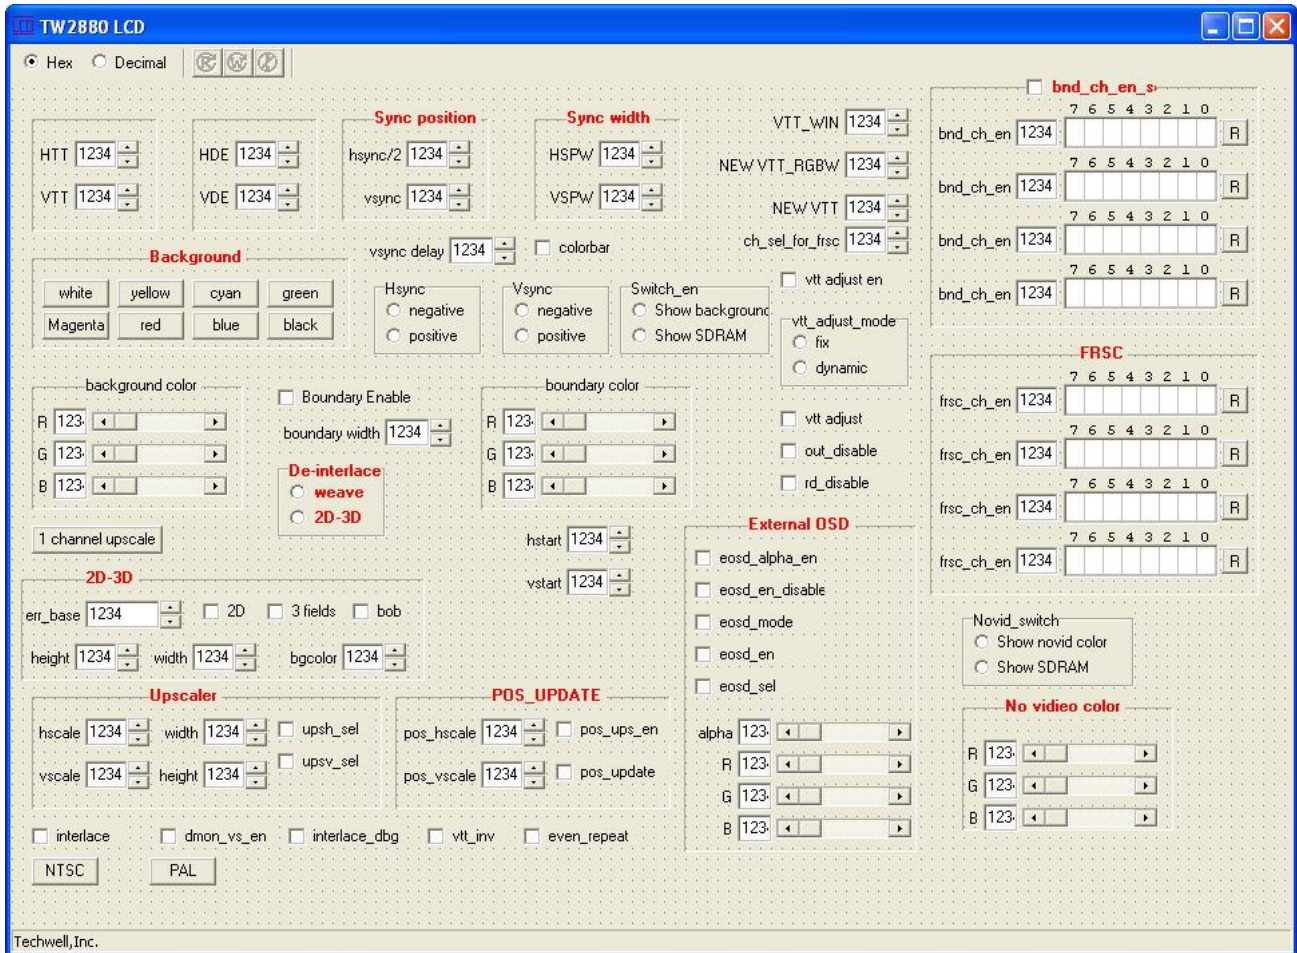 TW2880 LCD
Hex Decimal
HTT 1234
VTT 1234
HDE 1234
VDE 1234
Sync position
hsync/2 1234
vsync 1234
Sync width
HSPW 1234
VSPW 1234
VTT_WIN 1234
NEW VTT_RGBW 1234
NEW VTT 1234
ch_sel_for_frsc 1234
bnd_ch_en_s
7 6 5 4 3 2 1 0
bnd_ch_en 1234 R
7 6 5 4 3 2 1 0
bnd_ch_en 1234 R
7 6 5 4 3 2 1 0
bnd_ch_en 1234 R
7 6 5 4 3 2 1 0
bnd_ch_en 1234 R
vsync delay 1234 colorbar
Background
white yellow cyan green
Magenta red blue black
Hsync
negative
positive
Vsync
negative
positive
Switch_en
Show background
Show SDRAM
vtt adjust en
vtt_adjust_mode
fix
dynamic
FRSC
7 6 5 4 3 2 1 0
frsc_ch_en 1234 R
7 6 5 4 3 2 1 0
frsc_ch_en 1234 R
7 6 5 4 3 2 1 0
frsc_ch_en 1234 R
7 6 5 4 3 2 1 0
frsc_ch_en 1234 R
background color
R 123
G 123
B 123
Boundary Enable
boundary width 1234
De-interlace
weave
2D-3D
boundary color
R 123
G 123
B 123
vtt adjust
out_disable
rd_disable
1 channel upscale
hstart 1234
vstart 1234
External OSD
eosd_alpha_en
eosd_en_disable
eosd_mode
eosd_en
eosd_sel
alpha 123
R 123
G 123
B 123
2D-3D
err_base 1234 2D 3 fields bob
height 1234 width 1234 bgcolor 1234
Novid_switch
Show novid color
Show SDRAM
Upscaler
hscale 1234 width 1234 upsh_sel
vscale 1234 height 1234 upsv_sel
POS_UPDATE
pos_hscale 1234 pos_ups_en
pos_vscale 1234 pos_update
No vidieo color
R 123
G 123
B 123
interlace dmon_vs_en interlace_dbg vtt_inv even_repeat
NTSC PAL
Techwell,Inc.